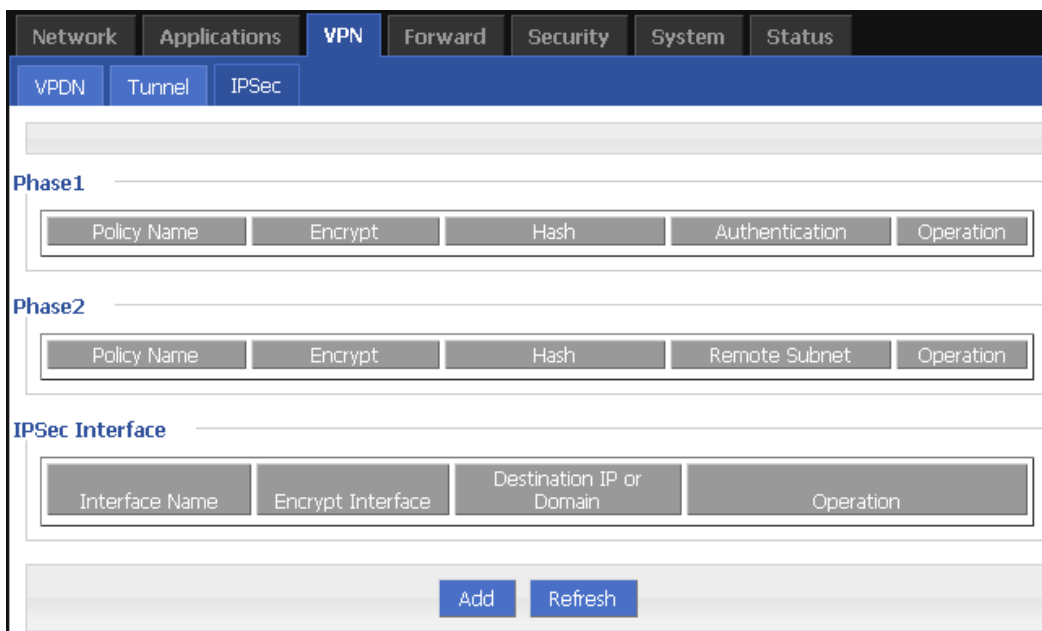 Network Applications VPN Forward Security System Status
VPDN Tunnel IPSec
Phase1
Policy Name Encrypt Hash Authentication Operation
Phase2
Policy Name Encrypt Hash Remote Subnet Operation
IPSec Interface
Interface Name Encrypt Interface Destination IP or Domain Operation
Add Refresh